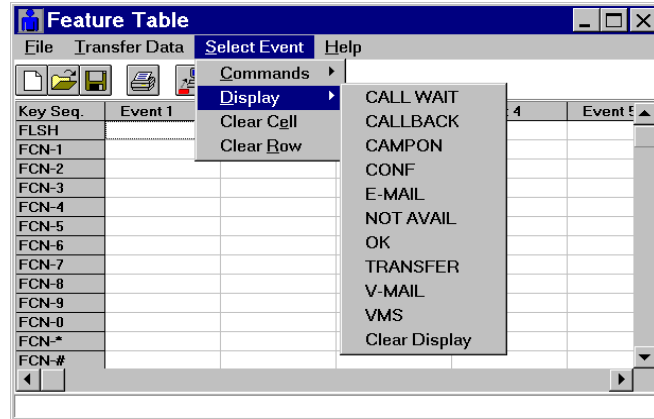 Feature Table
File Transfer Data Select Event Help
Commands
Display
Clear Cell
Clear Row
CALL WAIT
CALLBACK
CAMPON
CONF
E-MAIL
NOT AVAIL
OK
TRANSFER
V-MAIL
VMS
Clear Display
Key Seq. Event 1 4 Event 5
FLSH
FCN-1
FCN-2
FCN-3
FCN-4
FCN-5
FCN-6
FCN-7
FCN-8
FCN-9
FCN-0
FCN-*
FCN-#